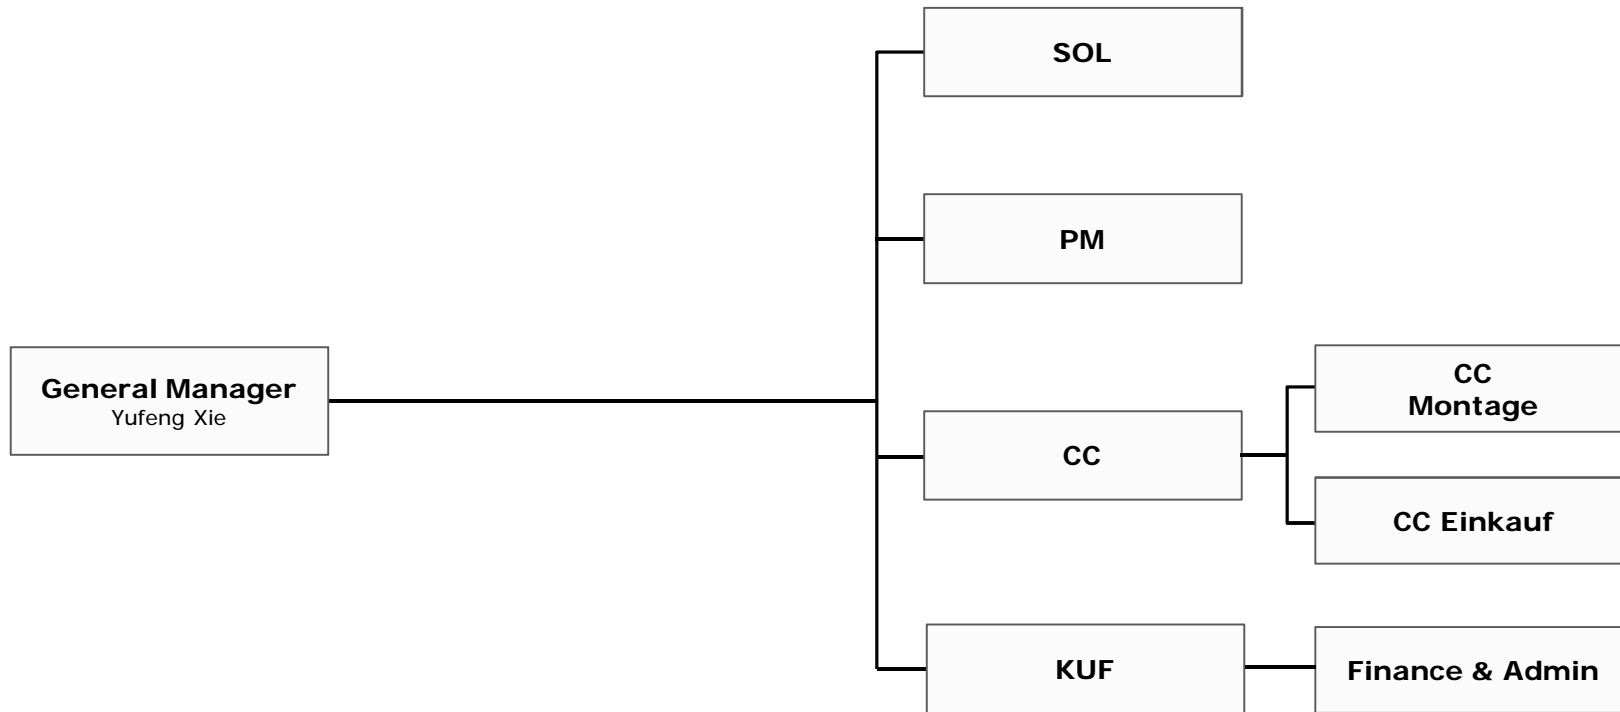 SOL
PM
General Manager
Yufeng Xie
CC
Montage
CC
CC Einkauf
KUF
Finance & Admin